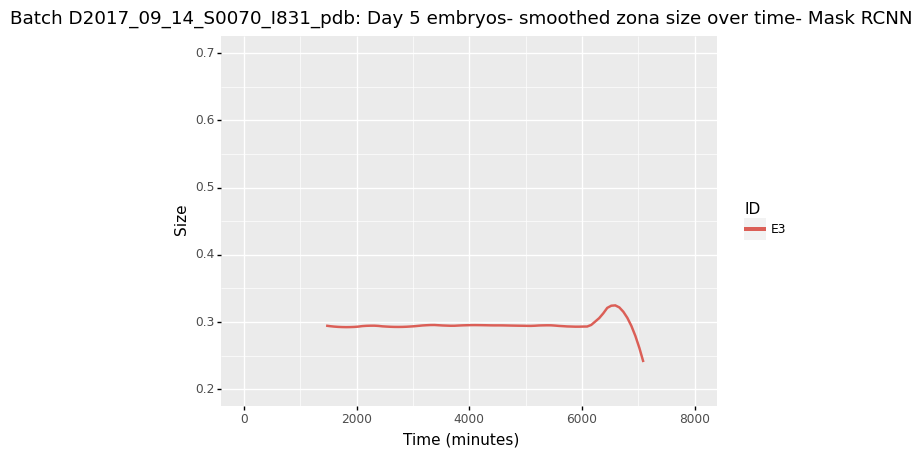 Batch D2017_09_14_S0070_I831_pdb: Day 5 embryos- smoothed zona size over time- Mask RCNN
0.7
0.6
0.5
0.4
0.3
0.2
Size
0 2000 4000 6000 8000
Time (minutes)
ID
E3